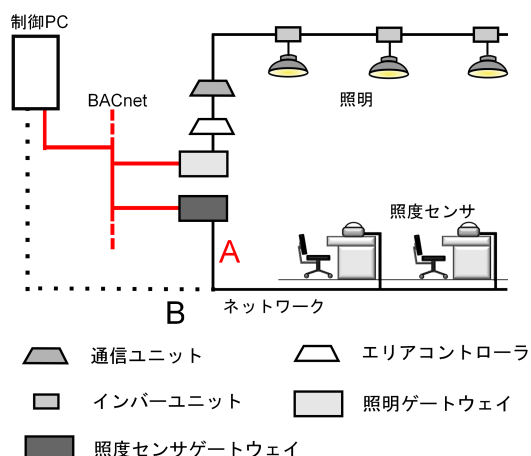 制御PC
BACnet
照明
照度センサ
A
B
ネットワーク
通信ユニット
エリアコントローラ
インバーユニット
照明ゲートウェイ
照度センサゲートウェイ